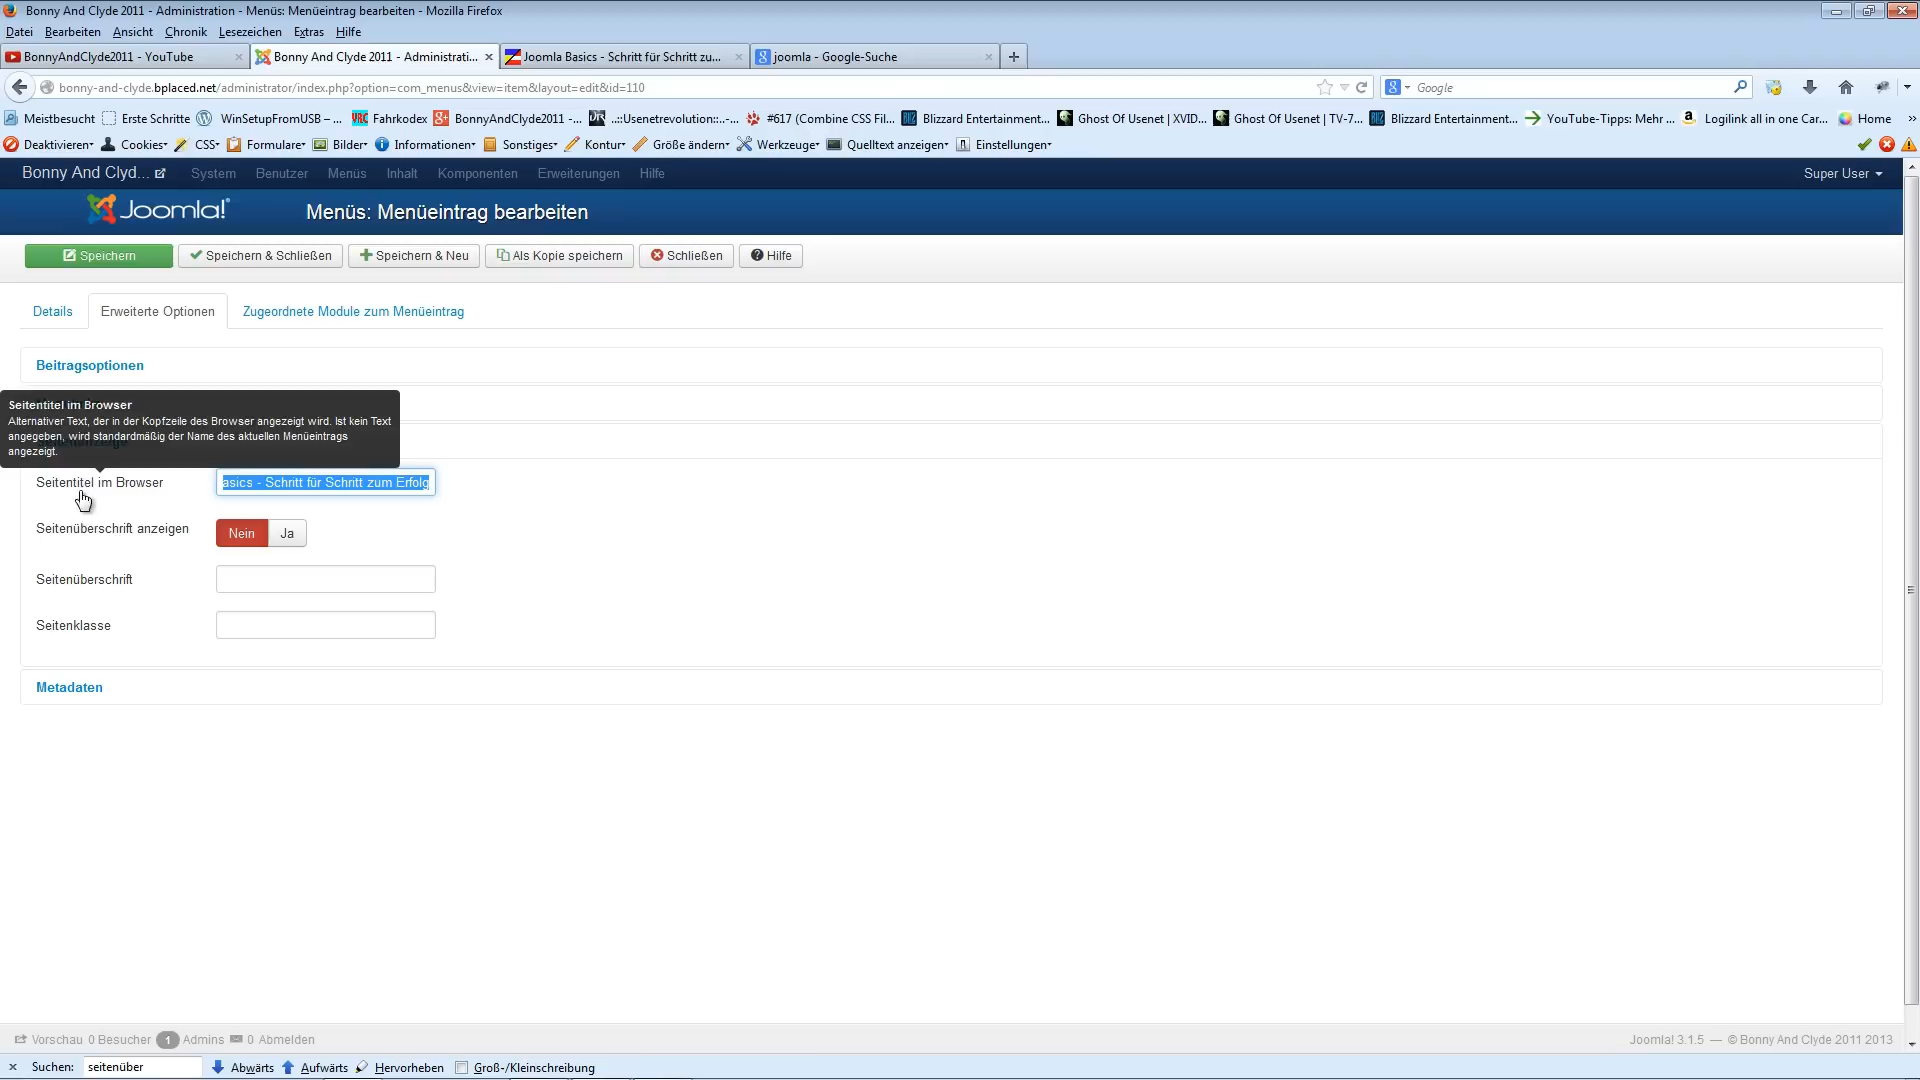 Bonny And Clyde 2011 - Administration - Menüs: Menüeintrag bearbeiten - Mozilla Firefox
Datei Bearbeiten Ansicht Chronik Lesezeichen Extras Hilfe
BonnyAndClyde2011 - YouTube
Bonny And Clyde 2011 - Administrati...
Joomla Basics - Schritt für Schritt zu...
joomla - Google-Suche
bonny-and-clyde.bplaced.net/administrator/index.php?option=com_menus&view=item&layout=edit&id=110
Google
Meistbesucht Erste Schritte WinSetupFromUSB – ... Fahrkodex BonnyAndClyde2011 -... ..::Usenetrevolution::..-... #617 (Combine CSS Fil... Blizzard Entertainment... Ghost Of Usenet | XVID... Ghost Of Usenet | TV-7... Blizzard Entertainment... YouTube-Tipps: Mehr ... Logilink all in one Car... Home
Deaktivieren Cookies CSS Formulare Bilder Informationen Sonstiges Kontur Größe ändern Werkzeuge Quelltext anzeigen Einstellungen
Bonny And Clyd... System Benutzer Menüs Inhalt Komponenten Erweiterungen Hilfe Super User
Joomla! Menüs: Menüeintrag bearbeiten
Speichern Speichern & Schließen Speichern & Neu Als Kopie speichern Schließen Hilfe
Details Erweiterte Optionen Zugeordnete Module zum Menüeintrag
Beitragsoptionen
Seitentitel im Browser
Alternativer Text, der in der Kopfzeile des Browser angezeigt wird. Ist kein Text
angegeben, wird standardmäßig der Name des aktuellen Menüeintrags
angezeigt.
Seitentitel im Browser asics - Schritt für Schritt zum Erfolg
Seitenüberschrift anzeigen Nein Ja
Seitenüberschrift
Seitenklasse
Metadaten
Vorschau 0 Besucher 1 Admins 0 Abmelden
Joomla! 3.1.5 — © Bonny And Clyde 2011 2013
Suchen: seitenüber Abwärts Aufwärts Hervorheben Groß-/Kleinschreibung